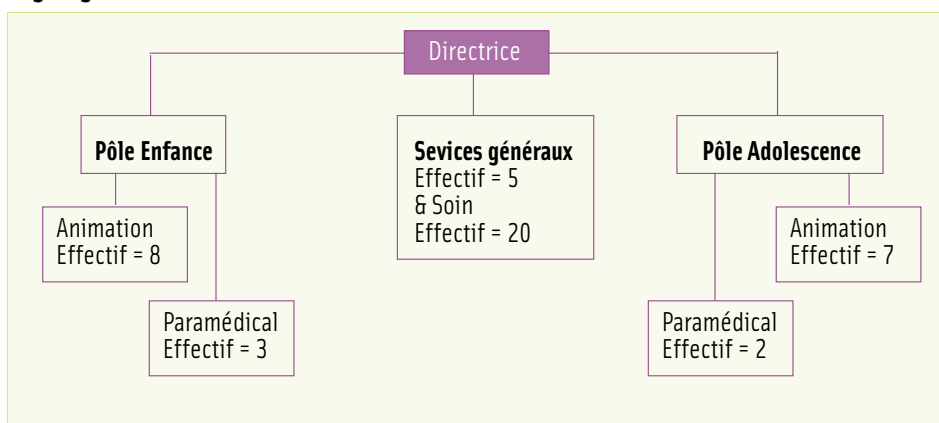 Directrice
Pôle Enfance
Animation
Effectif = 8
Paramédical
Effectif = 3
Sevices généraux
Effectif = 5
& Soin
Effectif = 20
Pôle Adolescence
Animation
Effectif = 7
Paramédical
Effectif = 2